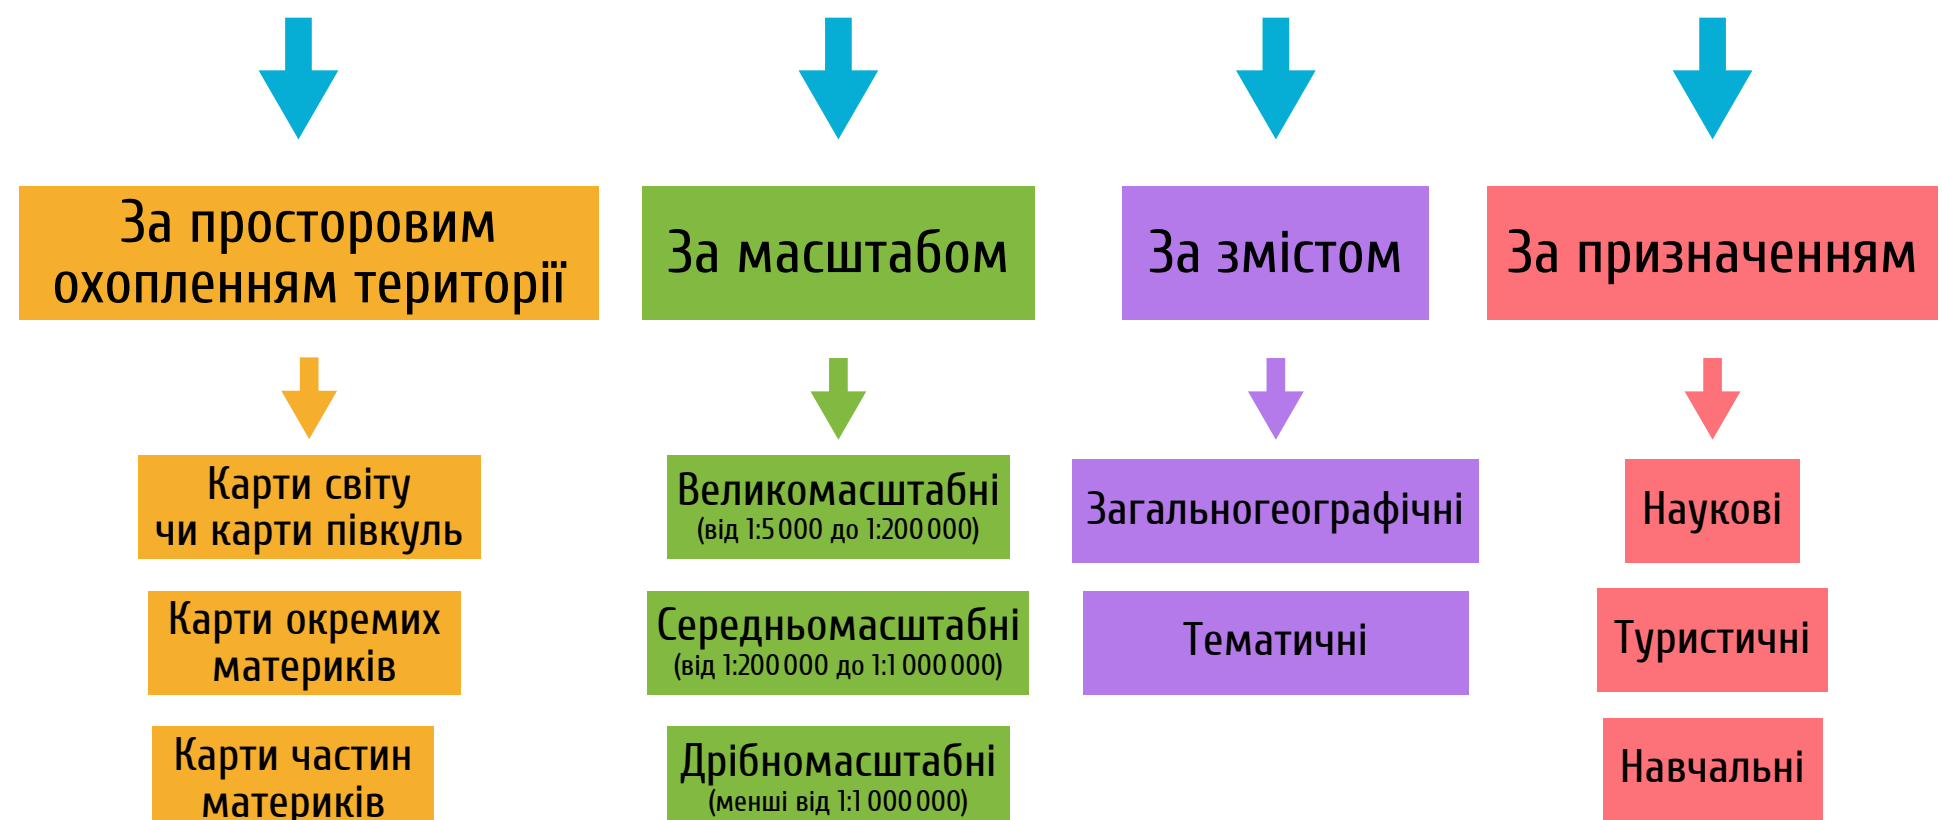 За просторовим
охопленням території
За масштабом
За змістом
За призначенням
Карти світу
чи карти півкуль
Карти окремих
материків
Карти частин
материків
Великомасштабні
(від 1:5 000 до 1:200 000)
Середньомасштабні
(від 1:200 000 до 1:1 000 000)
Дрібномасштабні
(менші від 1:1 000 000)
Загальногеографічні
Тематичні
Наукові
Туристичні
Навчальні